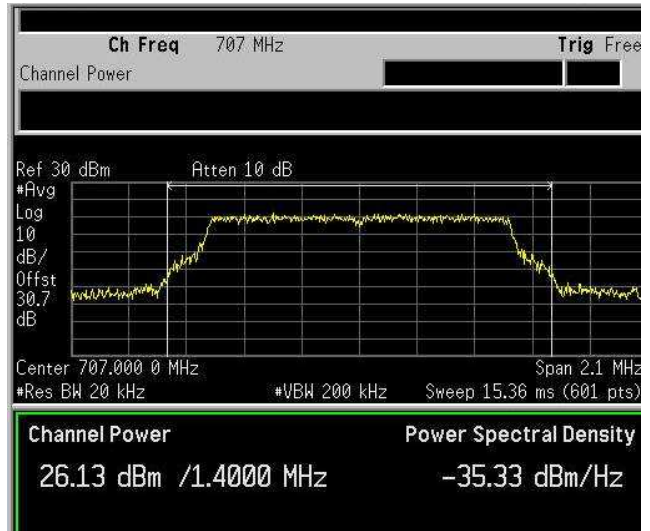 Ch Freq 707 MHz Trig Free
Channel Power
Ref 30 dBm Atten 10 dB
#Avg
Log
10
dB/
Offst
30.7
dB
Center 707.000 0 MHz Span 2.1 MHz
#Res BW 20 kHz #VBW 200 kHz Sweep 15.36 ms (601 pts)
Channel Power Power Spectral Density
26.13 dBm /1.4000 MHz -35.33 dBm/Hz